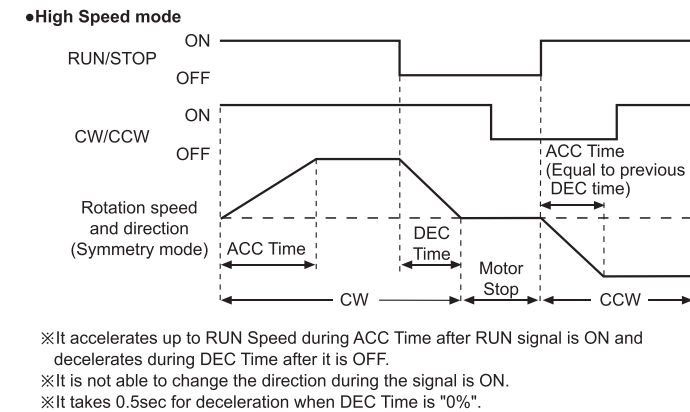 ●High Speed mode
ON
RUN/STOP
OFF
ON
CW/CCW
OFF
ACC Time
(Equal to previous
DEC time)
Rotation speed
and direction
(Symmetry mode)
ACC Time
DEC
Time
Motor
Stop
CW
CCW
※It accelerates up to RUN Speed during ACC Time after RUN signal is ON and
decelerates during DEC Time after it is OFF.
※It is not able to change the direction during the signal is ON.
※It takes 0.5sec for deceleration when DEC Time is "0%".